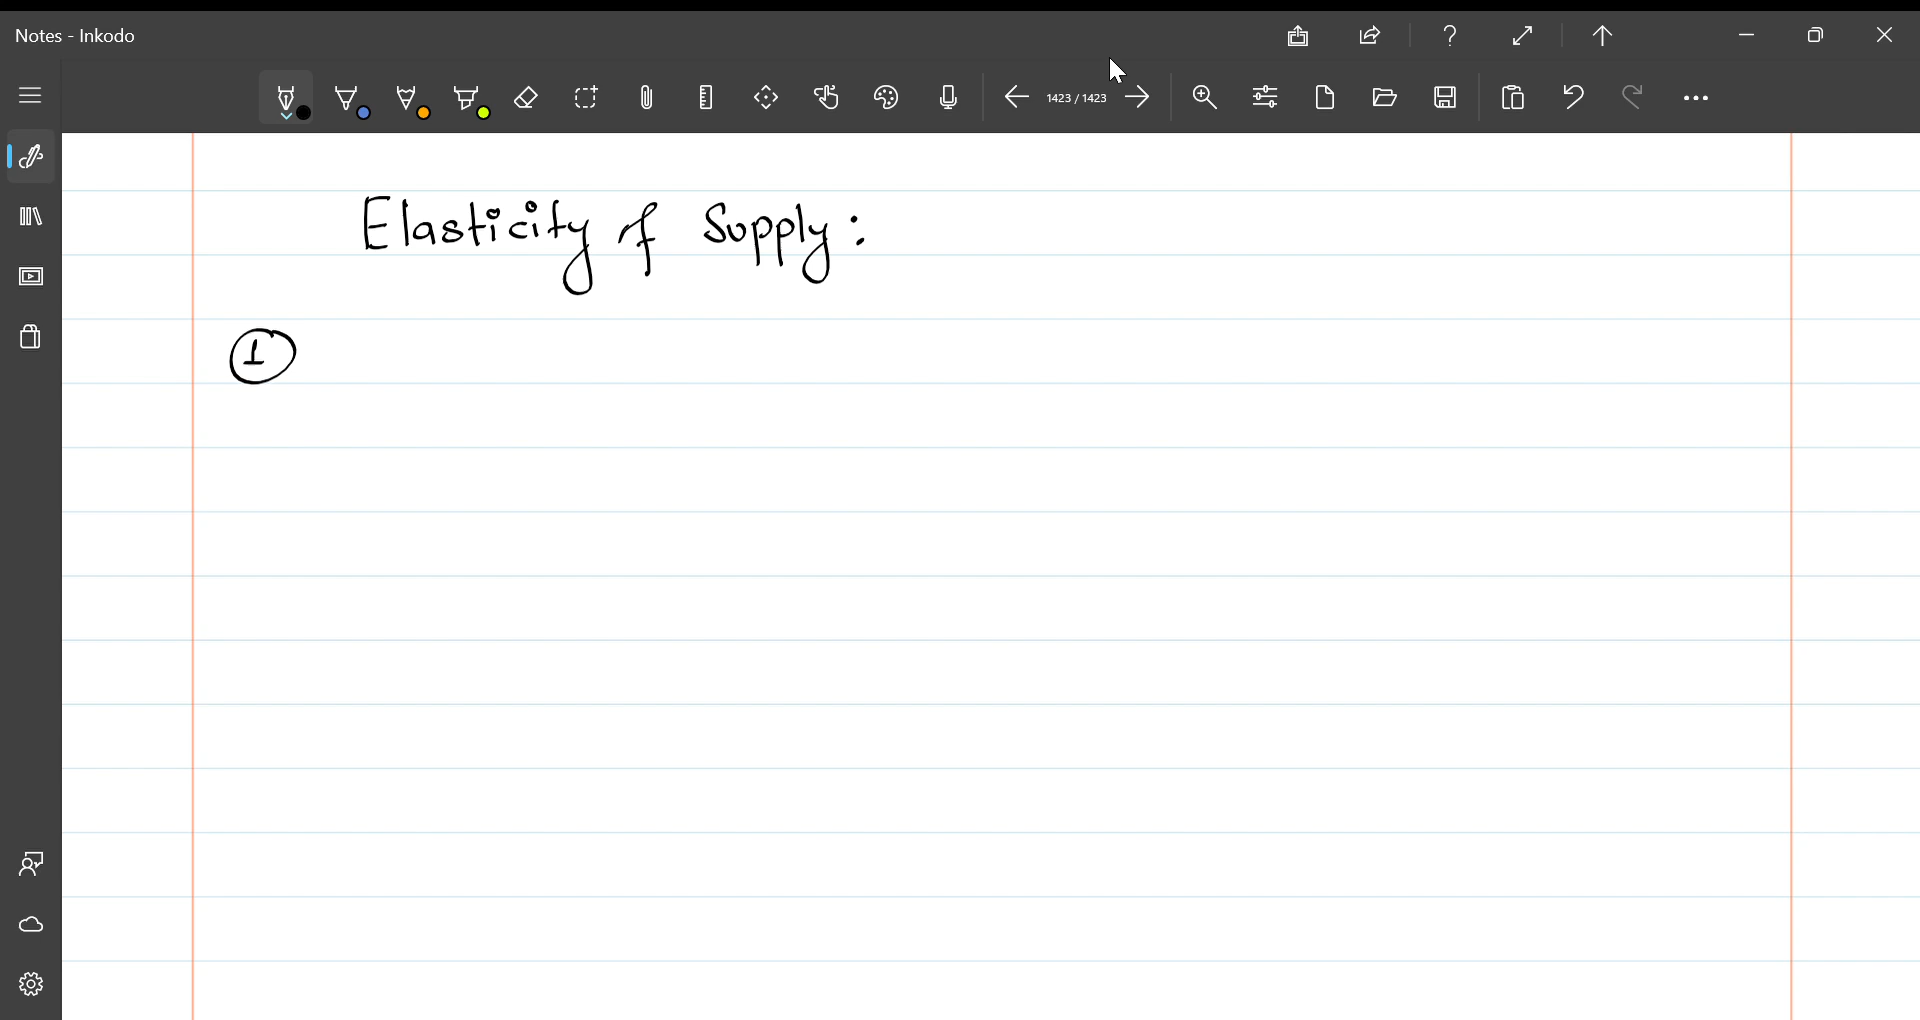 Notes - Inkodo
1423 / 1423
Elasticity of Supply :
1